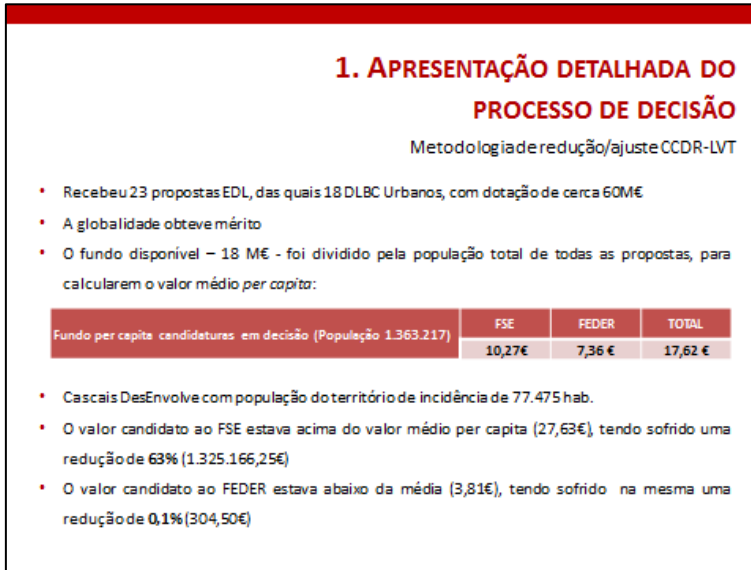 1. APRESENTAÇÃO DETALHADA DO
PROCESSO DE DECISÃO
Metodologia de redução/ajuste CCDR-LVT
• Recebeu 23 propostas EDL, das quais 18 DLBC Urbanos, com dotação de cerca 60M€
• A globalidade obteve mérito
• O fundo disponível – 18 M€ - foi dividido pela população total de todas as propostas, para
calcularem o valor médio per capita:
Fundo per capita candidaturas em decisão (População 1.363.217) FSE FEDER TOTAL
10,27€ 7,36 € 17,62 €
• Cascais DesEnvolve com população do território de incidência de 77.475 hab.
• O valor candidato ao FSE estava acima do valor médio per capita (27,63€), tendo sofrido uma
redução de 63% (1.325.166,25€)
• O valor candidato ao FEDER estava abaixo da média (3,81€), tendo sofrido na mesma uma
redução de 0,1% (304,50€)